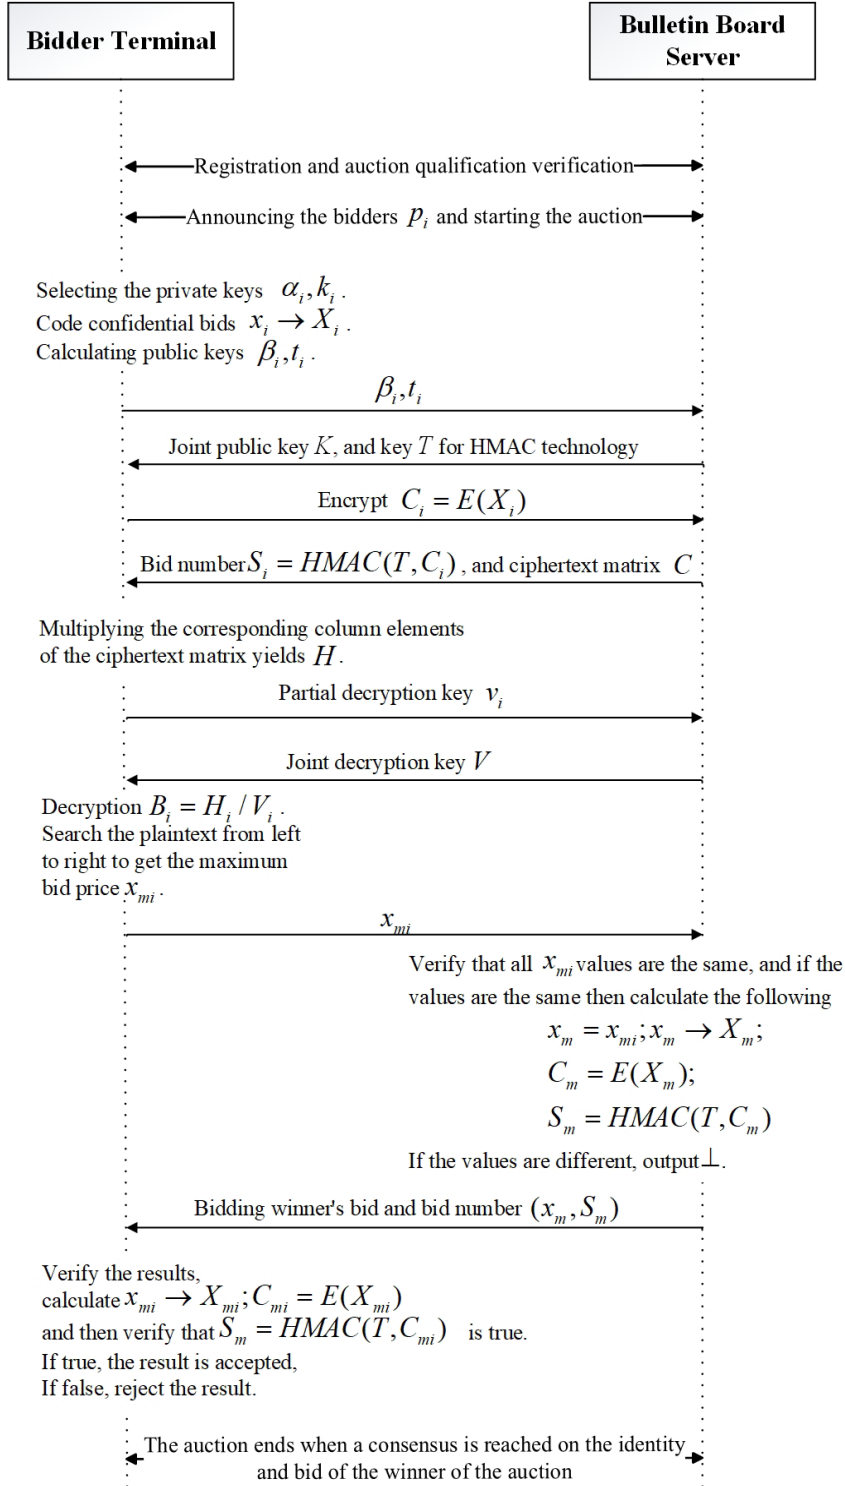 Bidder Terminal
Bulletin Board
Server
Registration and auction qualification verification
Announcing the bidders p_i and starting the auction
Selecting the private keys α_i, k_i .
Code confidential bids x_i → X_i .
Calculating public keys β_i, t_i .
β_i, t_i
Joint public key K, and key T for HMAC technology
Encrypt C_i = E(X_i)
Bid number S_i = HMAC(T, C_i) , and ciphertext matrix C
Multiplying the corresponding column elements
of the ciphertext matrix yields H .
Partial decryption key v_i
Joint decryption key V
Decryption B_i = H_i / V_i .
Search the plaintext from left
to right to get the maximum
bid price x_mi .
x_mi
Verify that all x_mi values are the same, and if the
values are the same then calculate the following
x_m = x_mi; x_m → X_m;
C_m = E(X_m);
S_m = HMAC(T, C_m)
If the values are different, output ⊥.
Bidding winner's bid and bid number (x_m, S_m)
Verify the results,
calculate x_mi → X_mi; C_mi = E(X_mi)
and then verify that S_m = HMAC(T, C_mi) is true.
If true, the result is accepted,
If false, reject the result.
The auction ends when a consensus is reached on the identity
and bid of the winner of the auction